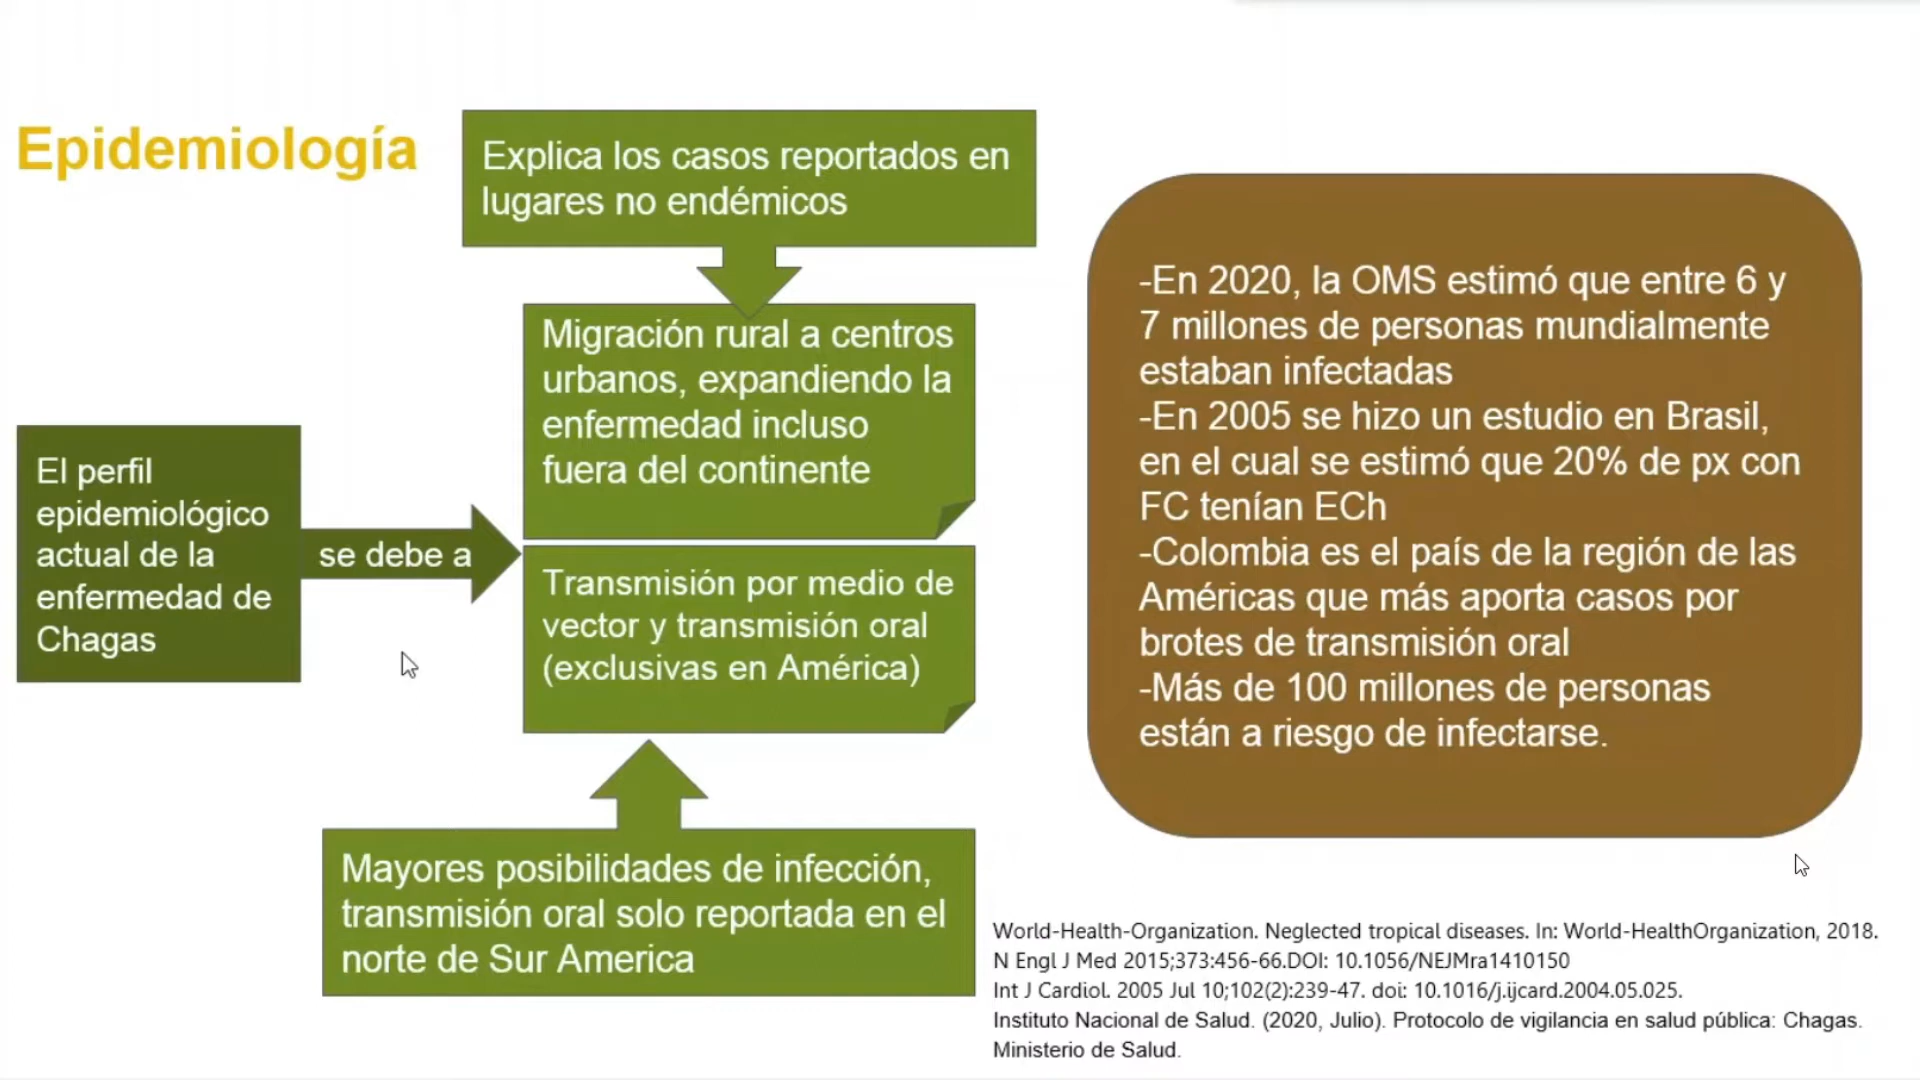 Epidemiología
Explica los casos reportados en
lugares no endémicos
Migración rural a centros
urbanos, expandiendo la
enfermedad incluso
fuera del continente
El perfil
epidemiológico
actual de la
enfermedad de
Chagas
se debe a
Transmisión por medio de
vector y transmisión oral
(exclusivas en América)
Mayores posibilidades de infección,
transmisión oral solo reportada en el
norte de Sur America
-En 2020, la OMS estimó que entre 6 y
7 millones de personas mundialmente
estaban infectadas
-En 2005 se hizo un estudio en Brasil,
en el cual se estimó que 20% de px con
FC tenían ECh
-Colombia es el país de la región de las
Américas que más aporta casos por
brotes de transmisión oral
-Más de 100 millones de personas
están a riesgo de infectarse.
World-Health-Organization. Neglected tropical diseases. In: World-HealthOrganization, 2018.
N Engl J Med 2015;373:456-66.DOI: 10.1056/NEJMra1410150
Int J Cardiol. 2005 Jul 10;102(2):239-47. doi: 10.1016/j.ijcard.2004.05.025.
Instituto Nacional de Salud. (2020, Julio). Protocolo de vigilancia en salud pública: Chagas.
Ministerio de Salud.